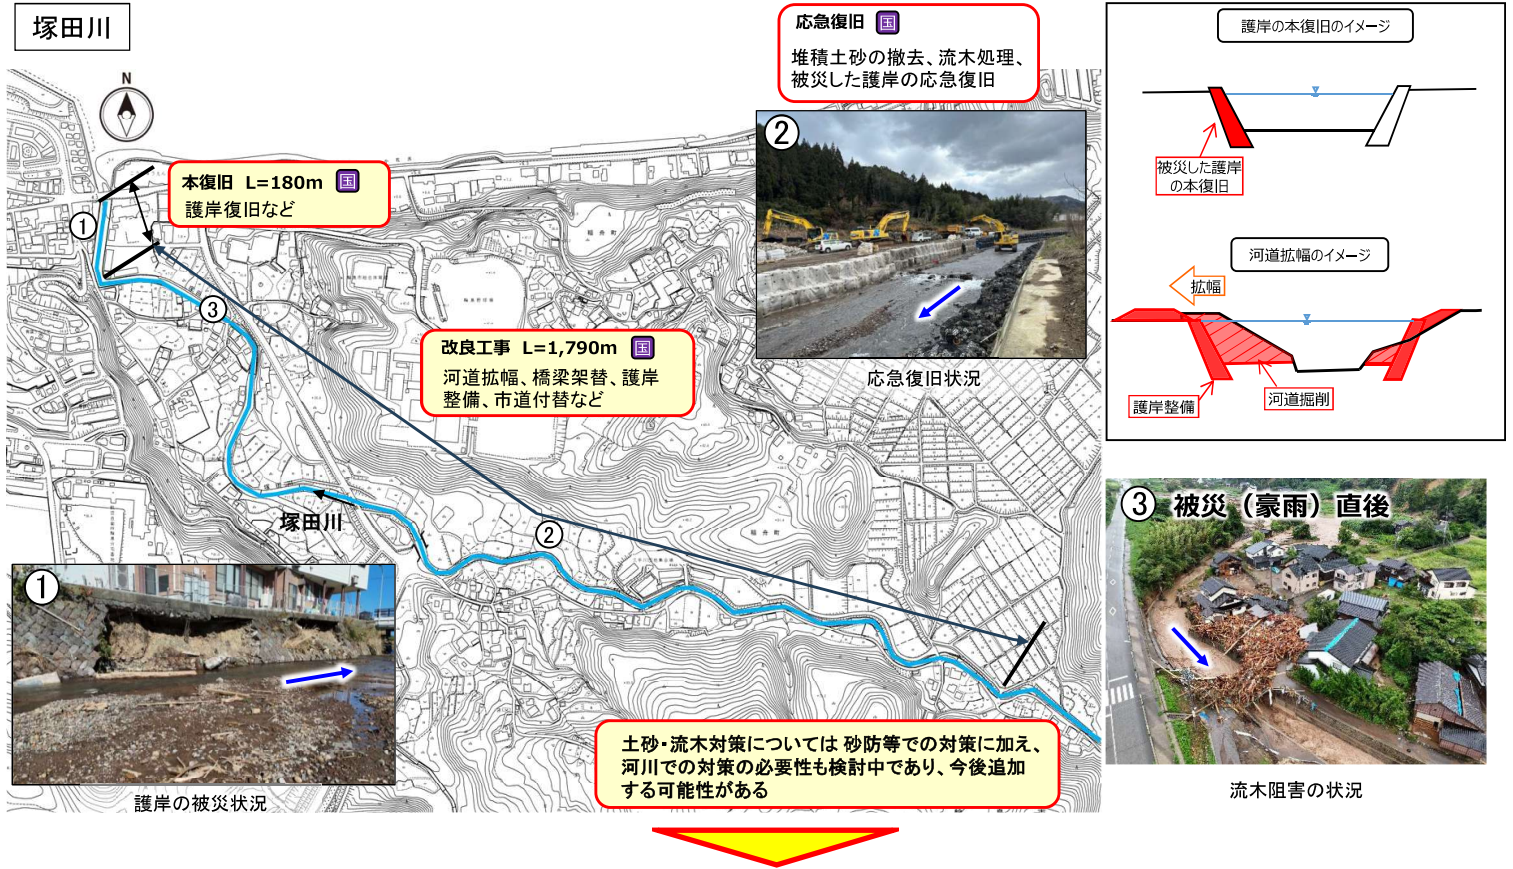 塚田川
N
応急復旧 国
堆積土砂の撤去、流木処理、
被災した護岸の応急復旧
②
応急復旧状況
本復旧 L=180m 国
護岸復旧など
①
③
改良工事 L=1,790m 国
河道拡幅、橋梁架替、護岸
整備、市道付替など
稲舟町
塚田川
②
稲舟町
①
護岸の被災状況
土砂・流木対策については 砂防等での対策に加え、
河川での対策の必要性も検討中であり、今後追加
する可能性がある
護岸の本復旧のイメージ
被災した護岸
の本復旧
河道拡幅のイメージ
拡幅
護岸整備
河道掘削
③ 被災（豪雨）直後
流木阻害の状況